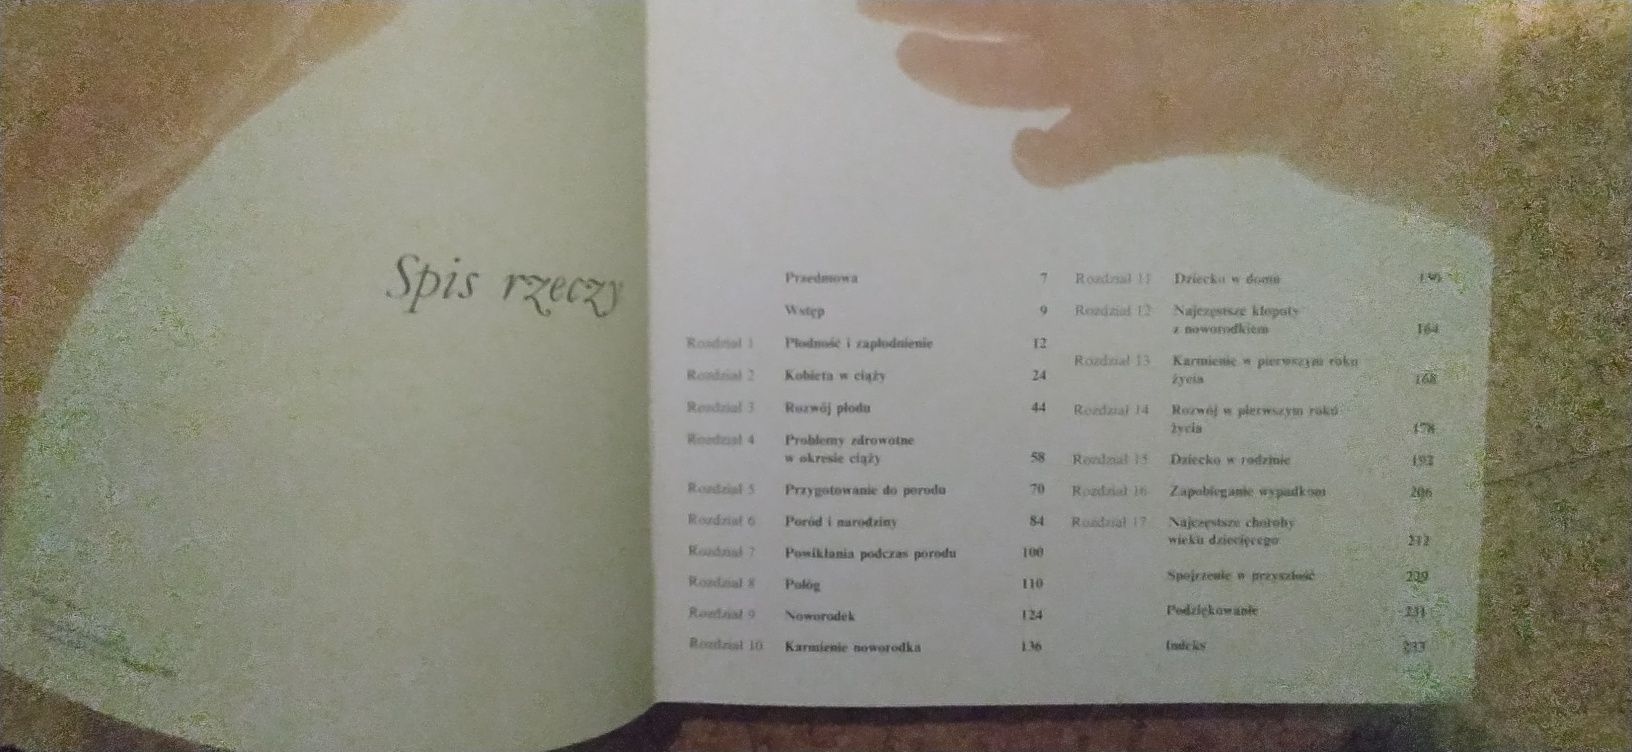 Spis rzeczy
Przedmowa 7
Wstęp 9
Rozdział 1 Płodność i zapłodnienie 12
Rozdział 2 Kobieta w ciąży 24
Rozdział 3 Rozwój płodu 44
Rozdział 4 Problemy zdrowotne
w okresie ciąży 58
Rozdział 5 Przygotowanie do porodu 70
Rozdział 6 Poród i narodziny 84
Rozdział 7 Powikłania podczas porodu 100
Rozdział 8 Połóg 110
Rozdział 9 Noworodek 124
Rozdział 10 Karmienie noworodka 136
Rozdział 11 Dziecko w domu
Rozdział 12 Najczęstsze kłopoty
z noworodkiem 164
Rozdział 13 Karmienie w pierwszym roku
życia 168
Rozdział 14 Rozwój w pierwszym roku
życia 178
Rozdział 15 Dziecko w rodzinie 192
Rozdział 16 Zapobieganie wypadkom 206
Rozdział 17 Najczęstsze choroby
wieku dziecięcego 212
Spojrzenie w przyszłość 229
Podziękowanie 231
Indeks 233